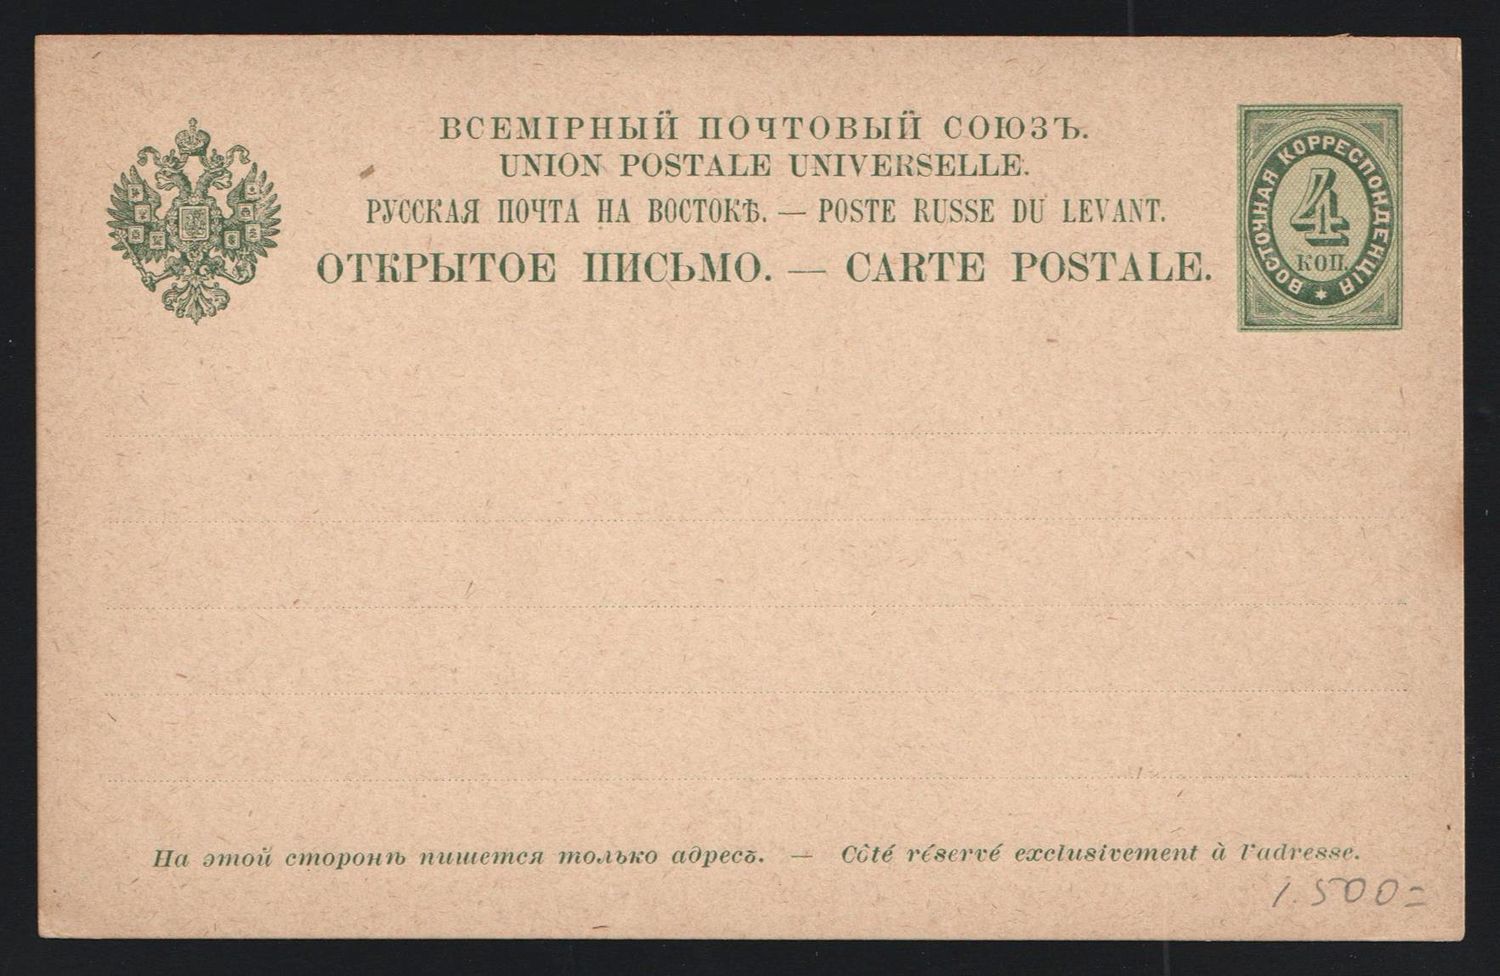 ВСЕМІРНЫЙ ПОЧТОВЫЙ СОЮЗЪ.
UNION POSTALE UNIVERSELLE.
РУССКАЯ ПОЧТА НА ВОСТОКѢ. — POSTE RUSSE DU LEVANT.
ОТКРЫТОЕ ПИСЬМО. — CARTE POSTALE.
ВОСТОЧНАЯ КОРРЕСПОНДЕНЦІЯ
4
КОП.
На этой сторонѣ пишется только адресъ. — Côté réservé exclusivement à l'adresse.
1.500=